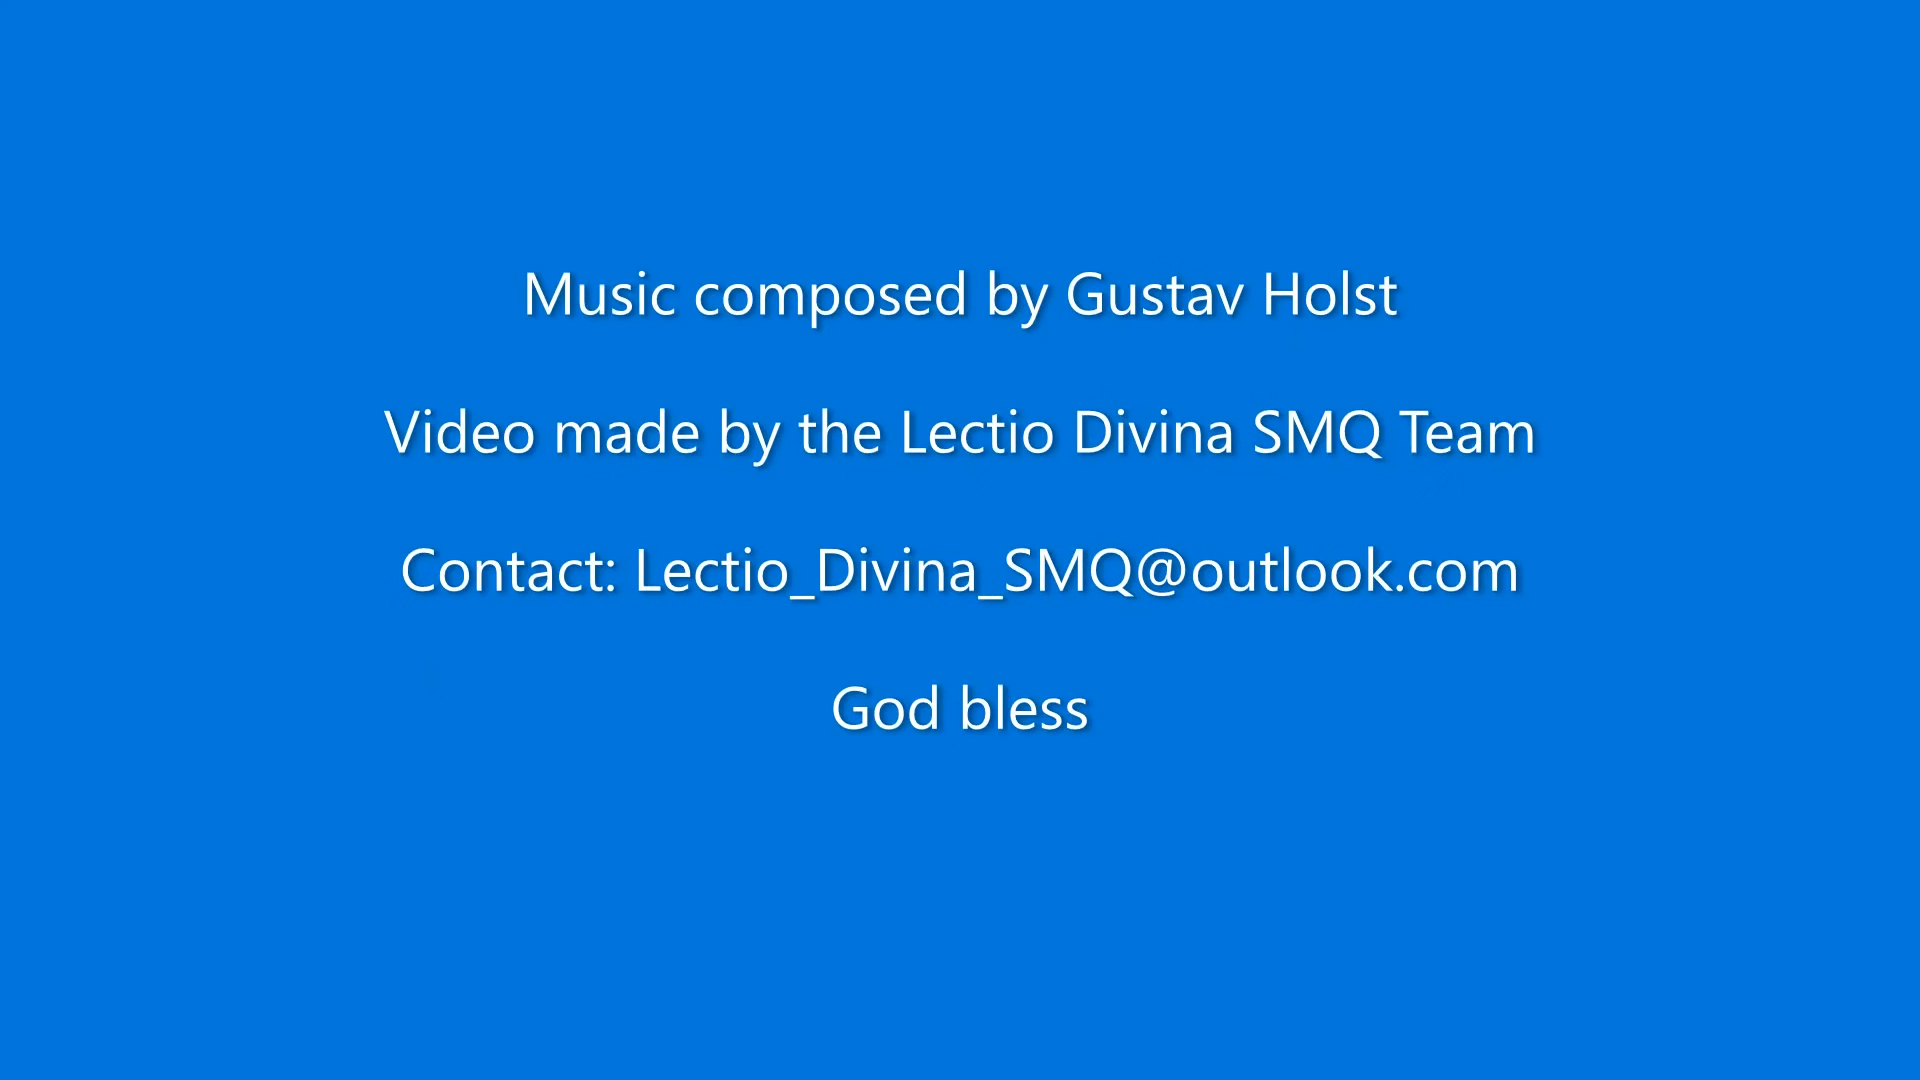 Music composed by Gustav Holst
Video made by the Lectio Divina SMQ Team
Contact: Lectio_Divina_SMQ@outlook.com
God bless